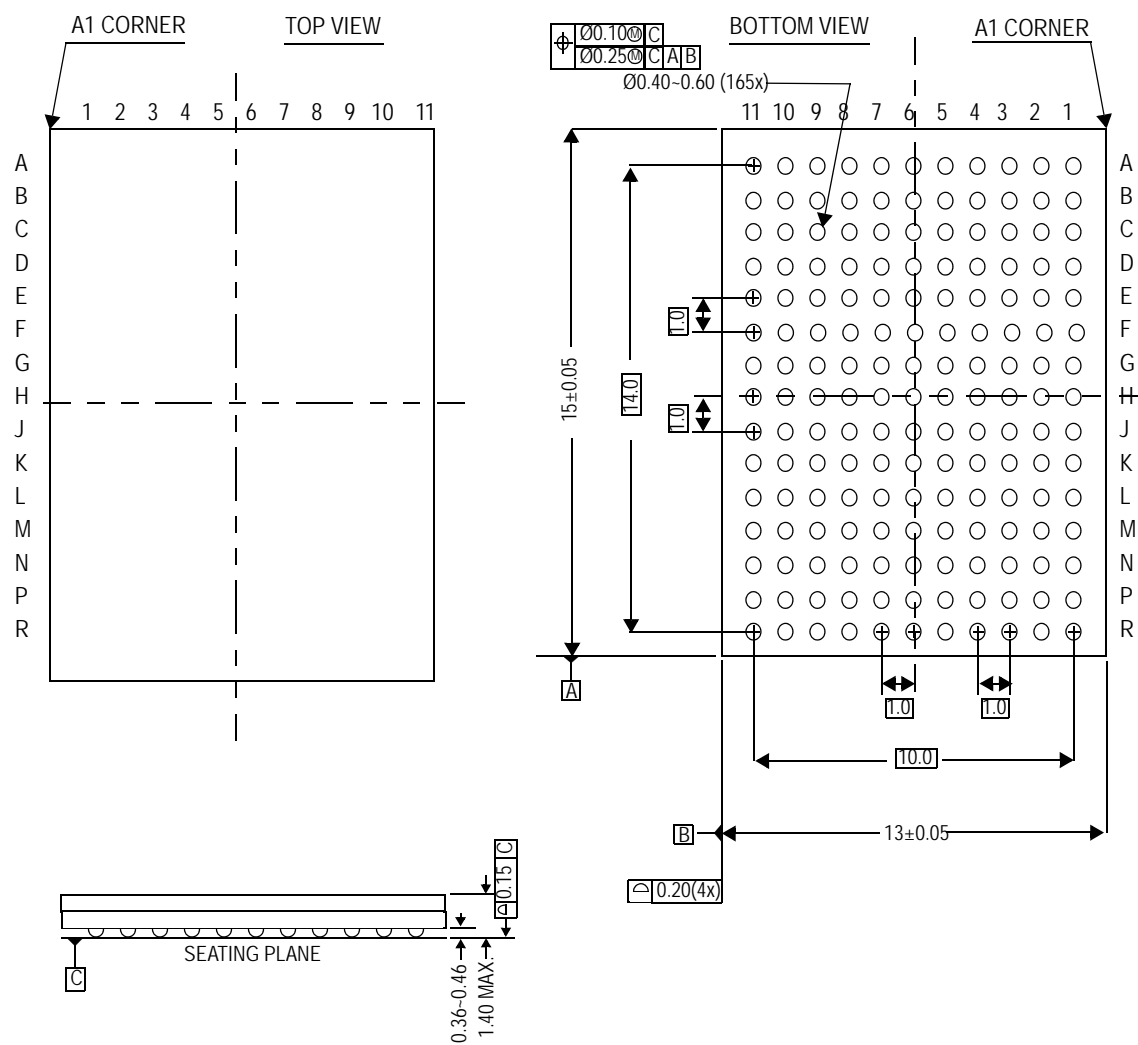 A1 CORNER
TOP VIEW
1 2 3 4 5 6 7 8 9 10 11
A
B
C
D
E
F
G
H
J
K
L
M
N
P
R
Ø0.10Ⓜ C
Ø0.25Ⓜ C A B
BOTTOM VIEW
A1 CORNER
Ø0.40~0.60 (165x)
11 10 9 8 7 6 5 4 3 2 1
A
B
C
D
E
F
G
H
J
K
L
M
N
P
R
1.0
1.0
14.0
15±0.05
A
1.0
1.0
10.0
B
13±0.05
0.20(4x)
0.15 C
SEATING PLANE
C
0.36~0.46
1.40 MAX.